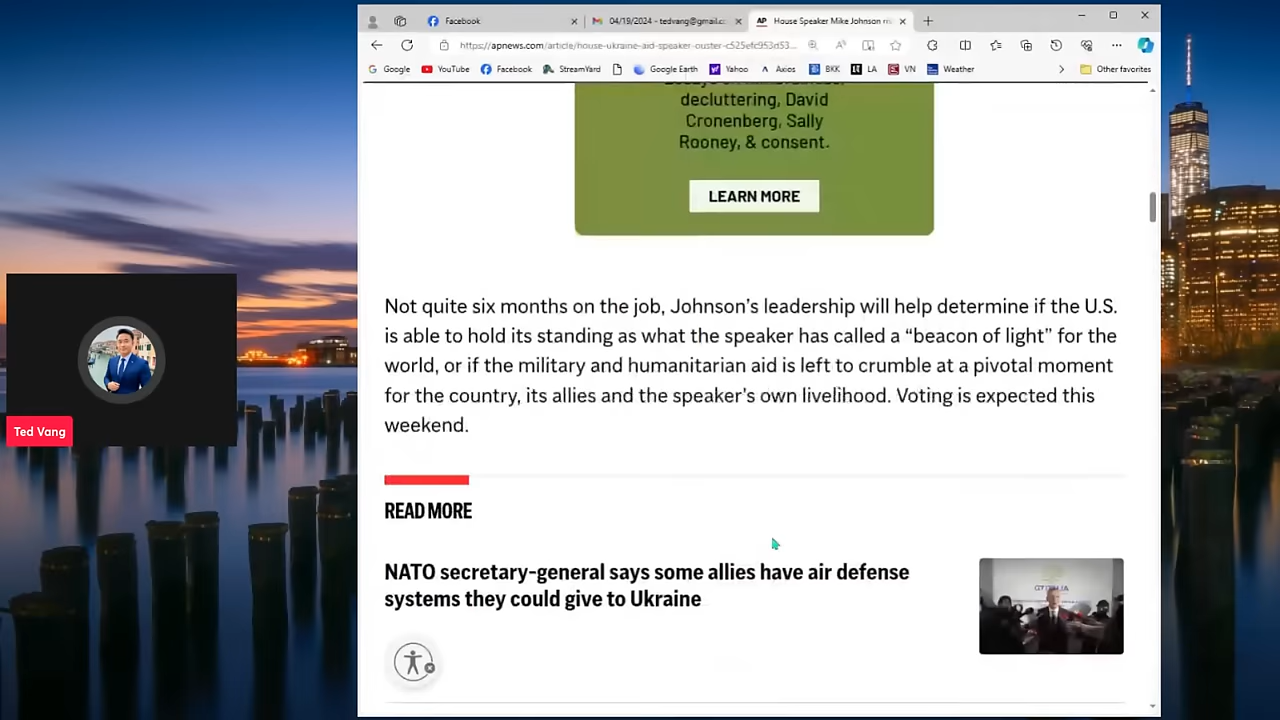 Facebook
04/19/2024 - tedvang@gmail.c
AP House Speaker Mike Johnson
https://apnews.com/article/house-ukraine-aid-speaker-ouster-c525efc953d53...
Google YouTube Facebook StreamYard Google Earth Yahoo Axios BKK LA VN Weather Other favorites
decluttering, David
Cronenberg, Sally
Rooney, & consent.
LEARN MORE
Not quite six months on the job, Johnson’s leadership will help determine if the U.S.
is able to hold its standing as what the speaker has called a “beacon of light” for the
world, or if the military and humanitarian aid is left to crumble at a pivotal moment
for the country, its allies and the speaker’s own livelihood. Voting is expected this
weekend.
Ted Vang
READ MORE
NATO secretary-general says some allies have air defense
systems they could give to Ukraine